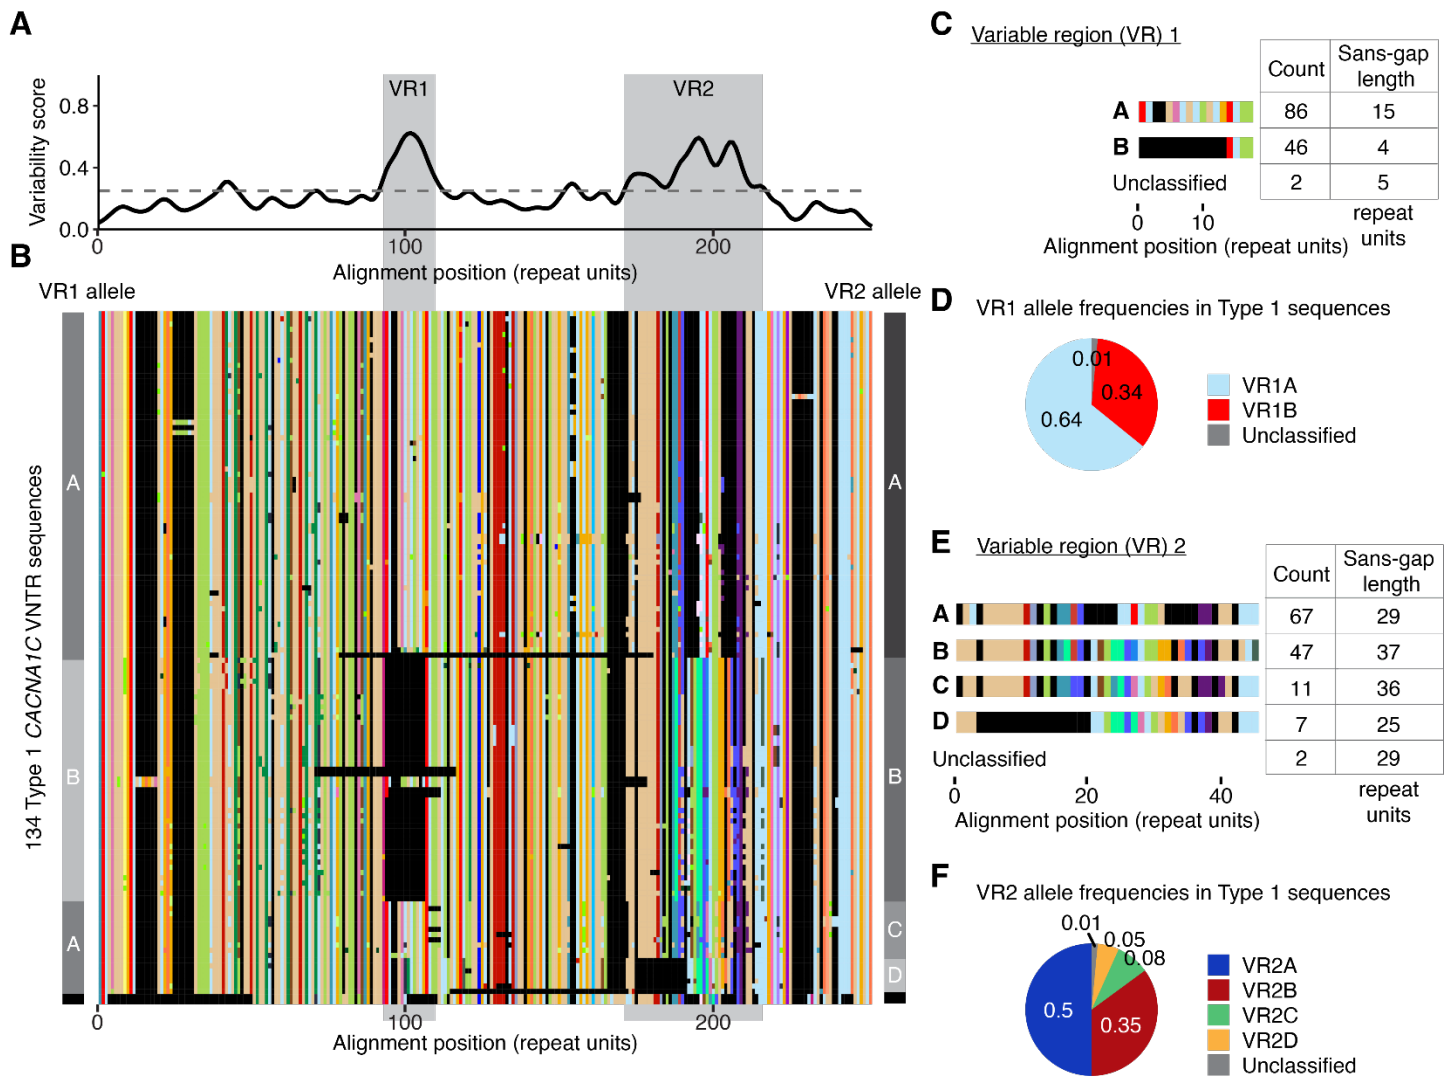 A
Variability score
0.8
0.4
0.0
VR1
VR2
0
100
200
Alignment position (repeat units)
B
VR1 allele
VR2 allele
134 Type 1 CACNA1C VNTR sequences
A
B
A
A
B
C
D
0
100
200
Alignment position (repeat units)
C
Variable region (VR) 1
Count
Sans-gap
length
A
86
15
B
46
4
Unclassified
2
5
repeat
units
0
10
Alignment position (repeat units)
D
VR1 allele frequencies in Type 1 sequences
0.01
0.34
0.64
VR1A
VR1B
Unclassified
E
Variable region (VR) 2
Count
Sans-gap
length
A
67
29
B
47
37
C
11
36
D
7
25
Unclassified
2
29
repeat
units
0
20
40
Alignment position (repeat units)
F
VR2 allele frequencies in Type 1 sequences
0.01
0.05
0.08
0.5
0.35
VR2A
VR2B
VR2C
VR2D
Unclassified